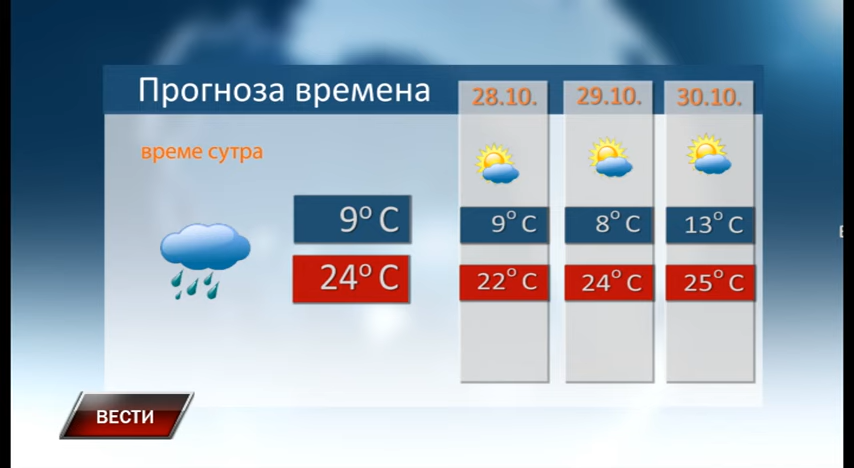 Прогноза времена
време сутра
9° C
24° C
28.10.
9° C
22° C
29.10.
8° C
24° C
30.10.
13° C
25° C
ВЕСТИ